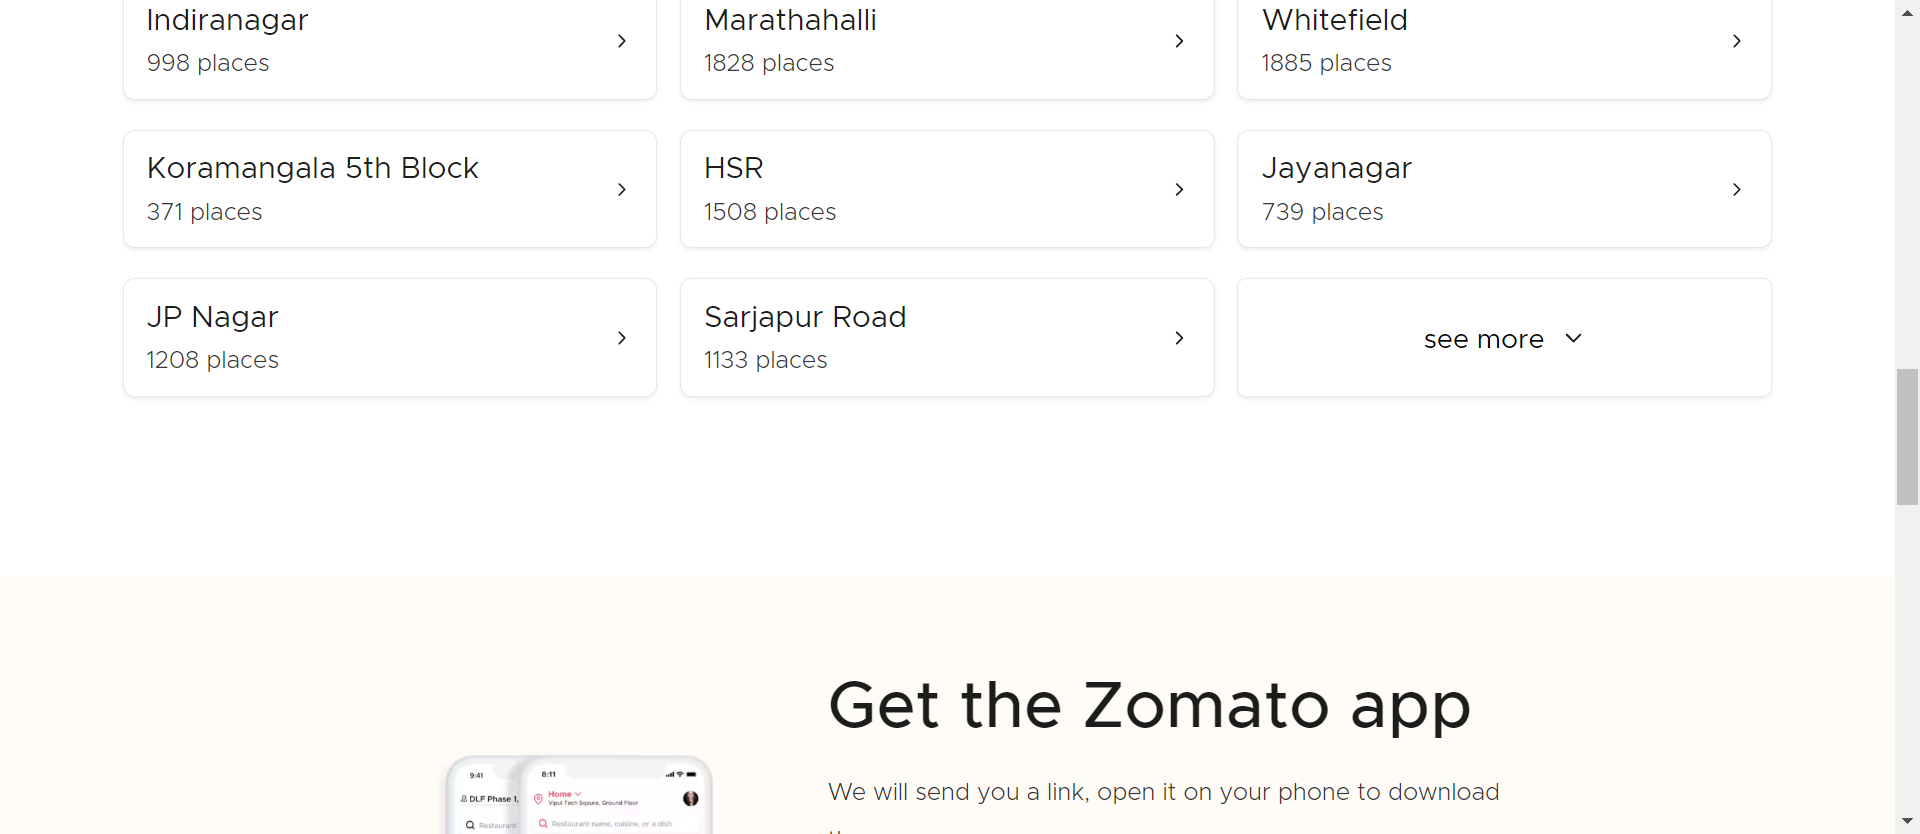 Indiranagar
998 places
Marathahalli
1828 places
Whitefield
1885 places
Koramangala 5th Block
371 places
HSR
1508 places
Jayanagar
739 places
JP Nagar
1208 places
Sarjapur Road
1133 places
see more
Get the Zomato app
We will send you a link, open it on your phone to download
9:41
DLF Phase 1,
Restaurant
8:11
Home
Vipul Tech Sqaure, Ground Floor
Restaurant name, cuisine, or a dish